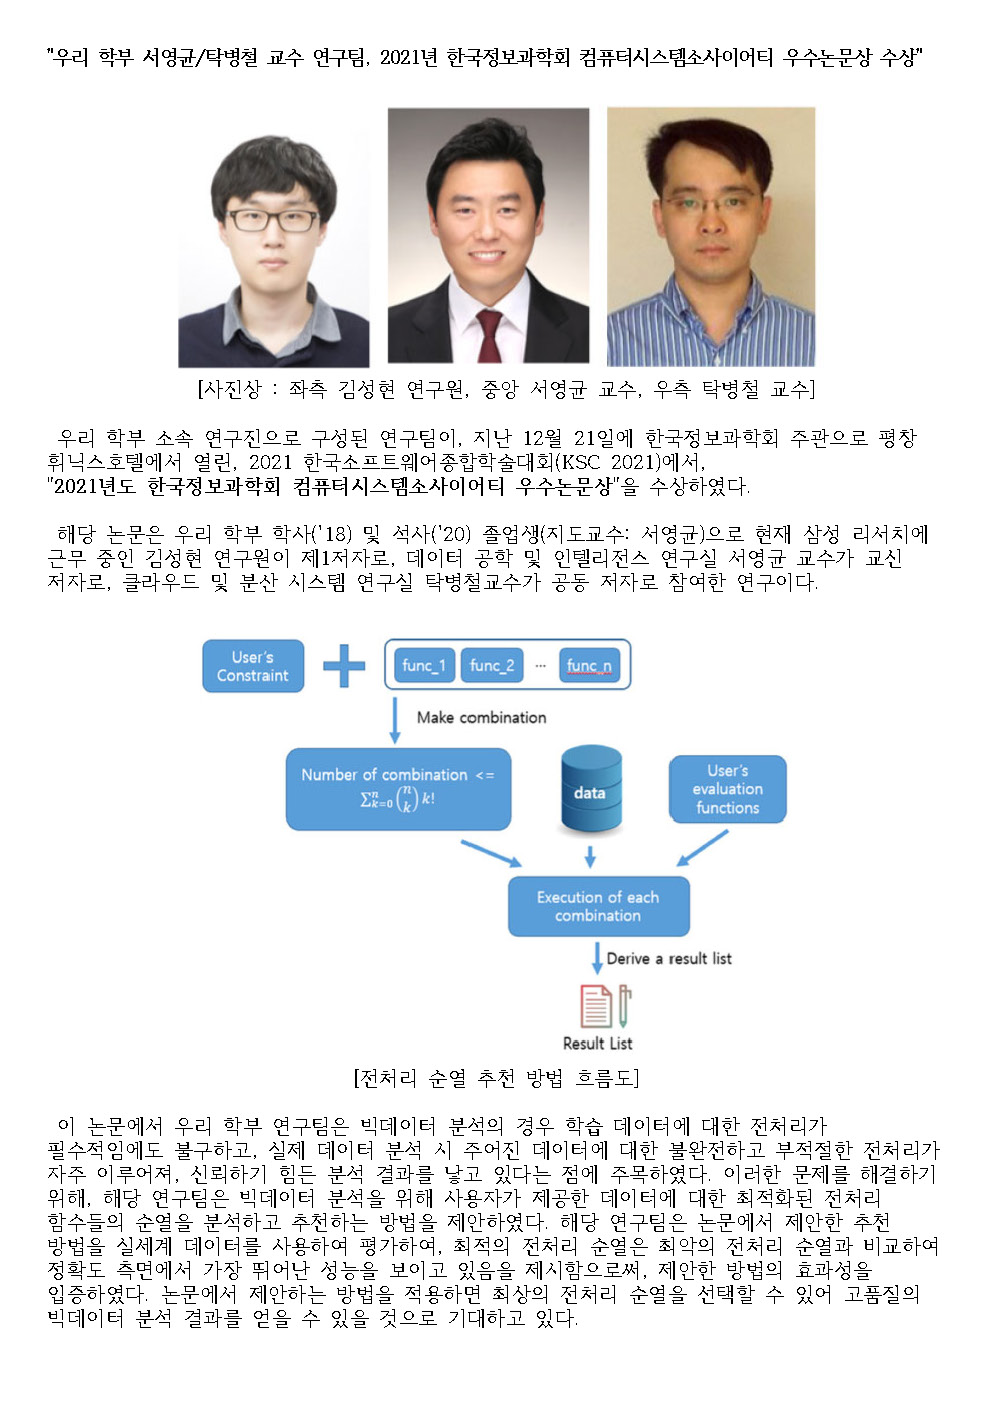 "우리 학부 서영균/탁병철 교수 연구팀, 2021년 한국정보과학회 컴퓨터시스템소사이어티 우수논문상 수상"
[사진상 : 좌측 김성현 연구원, 중앙 서영균 교수, 우측 탁병철 교수]
우리 학부 소속 연구진으로 구성된 연구팀이, 지난 12월 21일에 한국정보과학회 주관으로 평창
휘닉스호텔에서 열린, 2021 한국소프트웨어종합학술대회(KSC 2021)에서,
"2021년도 한국정보과학회 컴퓨터시스템소사이어티 우수논문상"을 수상하였다.
해당 논문은 우리 학부 학사('18) 및 석사('20) 졸업생(지도교수: 서영균)으로 현재 삼성 리서치에
근무 중인 김성현 연구원이 제1저자로, 데이터 공학 및 인텔리전스 연구실 서영균 교수가 교신
저자로, 클라우드 및 분산 시스템 연구실 탁병철교수가 공동 저자로 참여한 연구이다.
User's
Constraint
func_1 func_2 ... func_n
Make combination
Number of combination <=
∑ₖ₌₀ⁿ (n k) k!
data
User's
evaluation
functions
Execution of each
combination
Derive a result list
Result List
[전처리 순열 추천 방법 흐름도]
이 논문에서 우리 학부 연구팀은 빅데이터 분석의 경우 학습 데이터에 대한 전처리가
필수적임에도 불구하고, 실제 데이터 분석 시 주어진 데이터에 대한 불완전하고 부적절한 전처리가
자주 이루어져, 신뢰하기 힘든 분석 결과를 낳고 있다는 점에 주목하였다. 이러한 문제를 해결하기
위해, 해당 연구팀은 빅데이터 분석을 위해 사용자가 제공한 데이터에 대한 최적화된 전처리
함수들의 순열을 분석하고 추천하는 방법을 제안하였다. 해당 연구팀은 논문에서 제안한 추천
방법을 실세계 데이터를 사용하여 평가하여, 최적의 전처리 순열은 최악의 전처리 순열과 비교하여
정확도 측면에서 가장 뛰어난 성능을 보이고 있음을 제시함으로써, 제안한 방법의 효과성을
입증하였다. 논문에서 제안하는 방법을 적용하면 최상의 전처리 순열을 선택할 수 있어 고품질의
빅데이터 분석 결과를 얻을 수 있을 것으로 기대하고 있다.